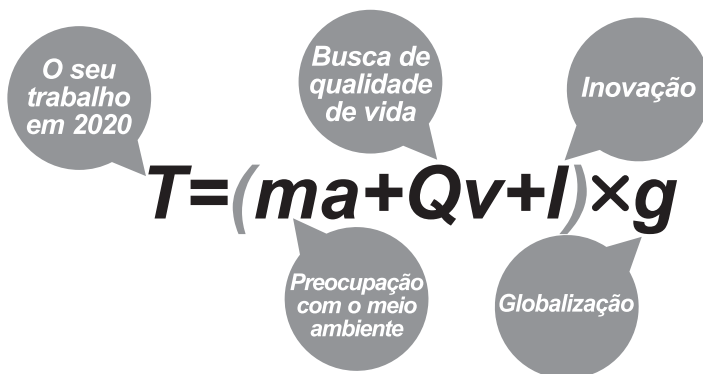 O seu
trabalho
em 2020
Busca de
qualidade
de vida
Inovação
T=(ma+Qv+I)×g
Preocupação
com o meio
ambiente
Globalização